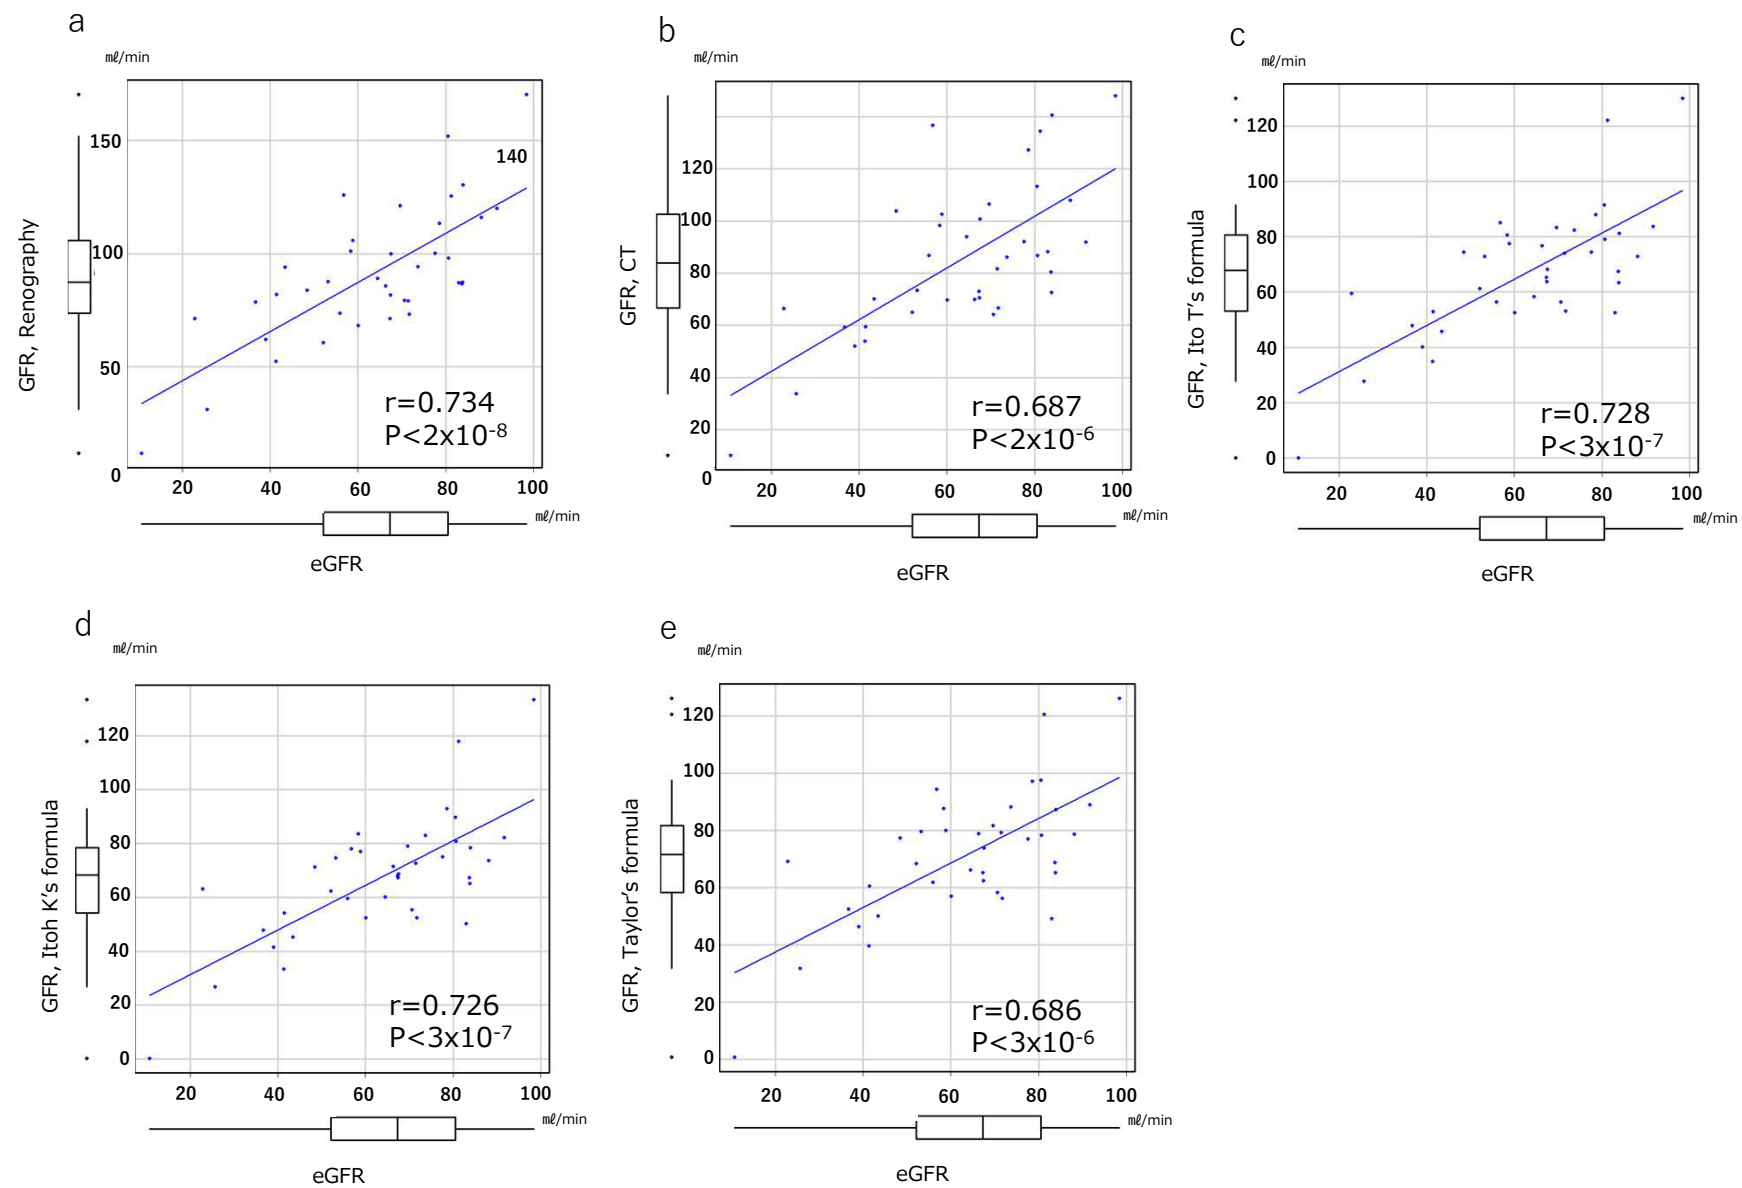 a
㎖/min
GFR, Renography
150
100
50
0
140
r=0.734
P<2x10-8
20 40 60 80 100
㎖/min
eGFR
b
㎖/min
GFR, CT
120
100
80
60
40
20
0
r=0.687
P<2x10-6
20 40 60 80 100
㎖/min
eGFR
c
㎖/min
GFR, Ito T's formula
120
100
80
60
40
20
0
r=0.728
P<3x10-7
20 40 60 80 100
㎖/min
eGFR
d
㎖/min
GFR, Itoh K's formula
120
100
80
60
40
20
0
r=0.726
P<3x10-7
20 40 60 80 100
㎖/min
eGFR
e
㎖/min
GFR, Taylor's formula
120
100
80
60
40
20
0
r=0.686
P<3x10-6
20 40 60 80 100
㎖/min
eGFR